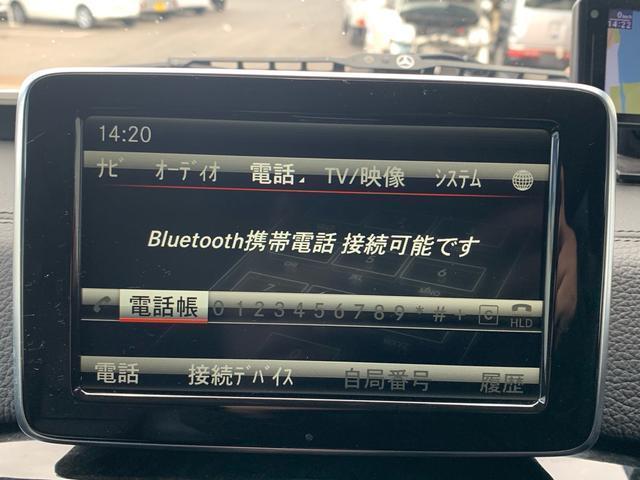 14:20
ナビ オーディオ 電話 TV/映像 システム
Bluetooth携帯電話 接続可能です
電話帳 0 1 2 3 4 5 6 7 8 9 * # + C HLD
電話 接続デバイス 自局番号 履歴